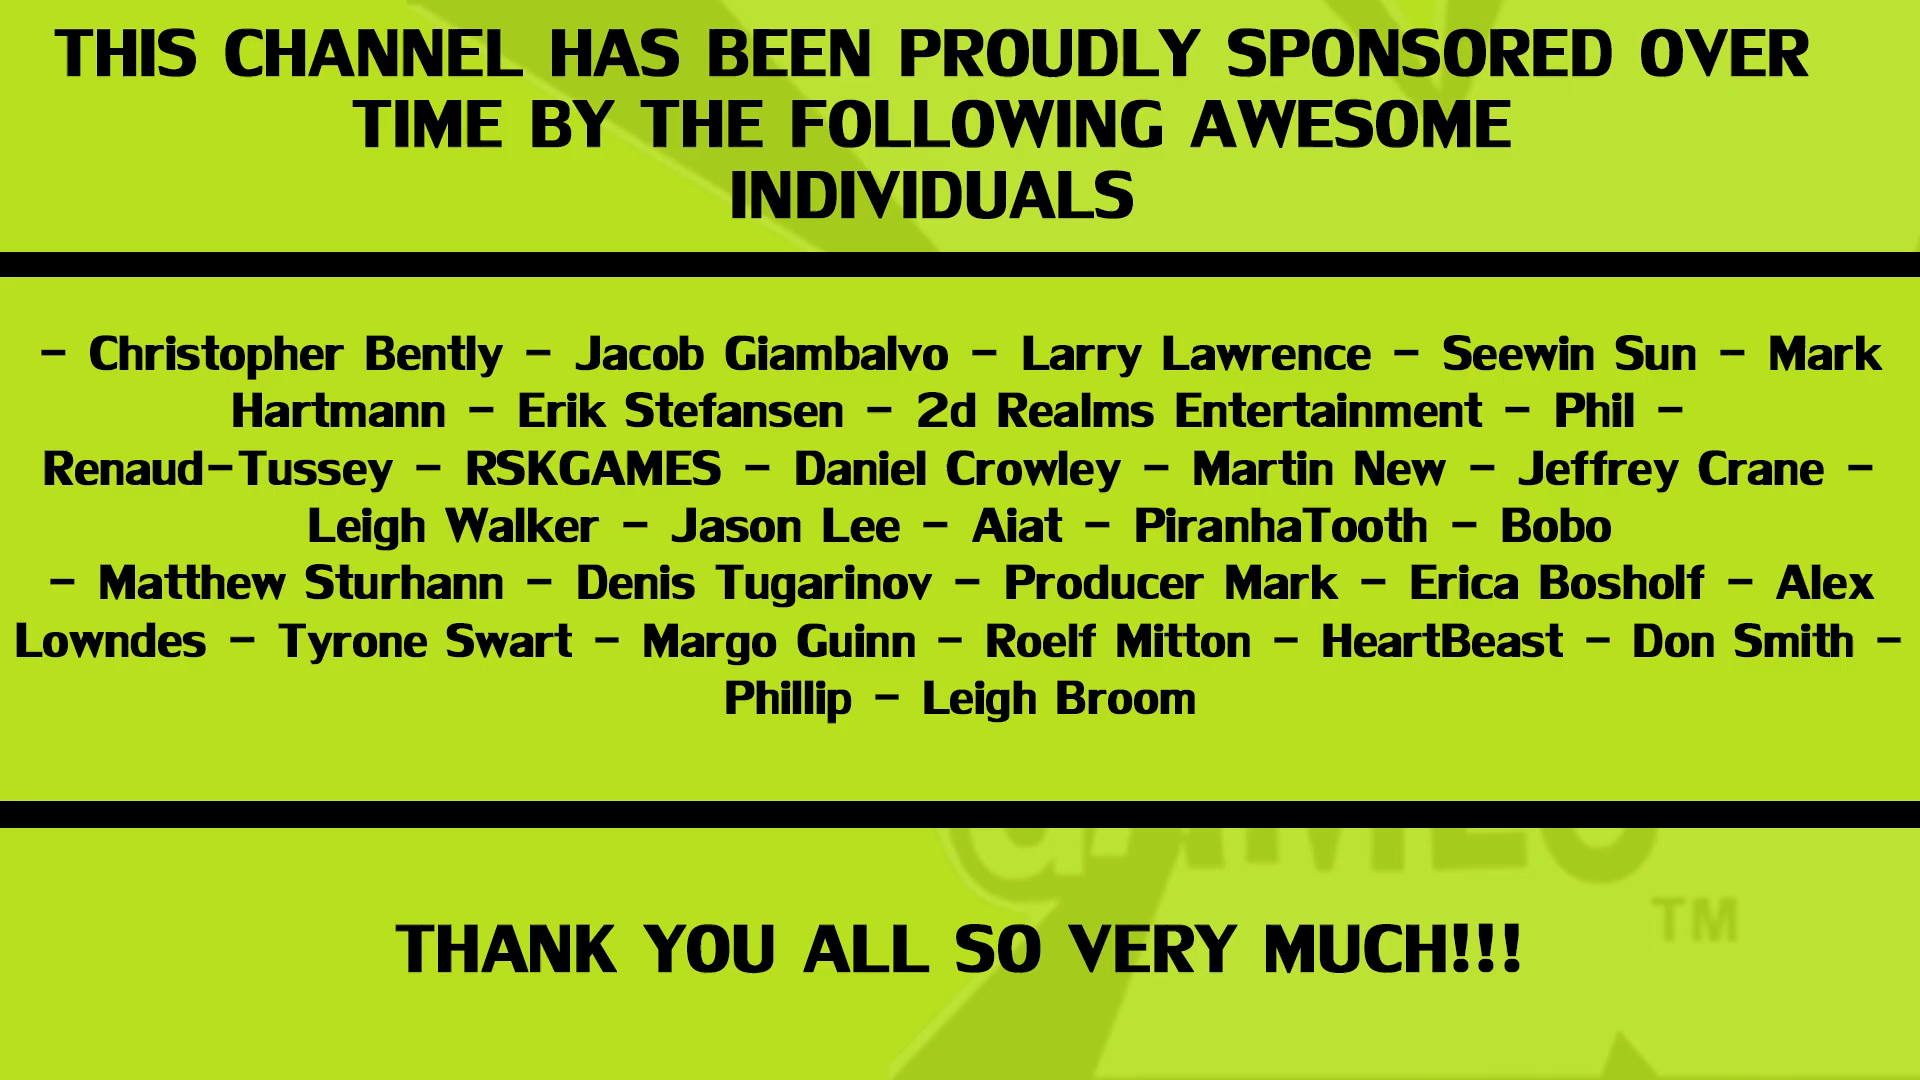 THIS CHANNEL HAS BEEN PROUDLY SPONSORED OVER
TIME BY THE FOLLOWING AWESOME
INDIVIDUALS
- Christopher Bently - Jacob Giambalvo - Larry Lawrence - Seewin Sun - Mark
Hartmann - Erik Stefansen - 2d Realms Entertainment - Phil -
Renaud-Tussey - RSKGAMES - Daniel Crowley - Martin New - Jeffrey Crane -
Leigh Walker - Jason Lee - Aiat - PiranhaTooth - Bobo
- Matthew Sturhann - Denis Tugarinov - Producer Mark - Erica Bosholf - Alex
Lowndes - Tyrone Swart - Margo Guinn - Roelf Mitton - HeartBeast - Don Smith -
Phillip - Leigh Broom
GAMES
TM
THANK YOU ALL SO VERY MUCH!!!